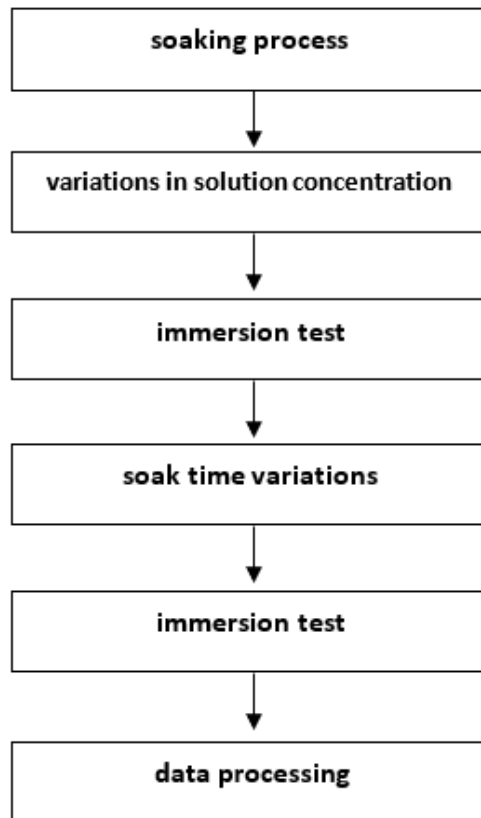 soaking process
variations in solution concentration
immersion test
soak time variations
immersion test
data processing